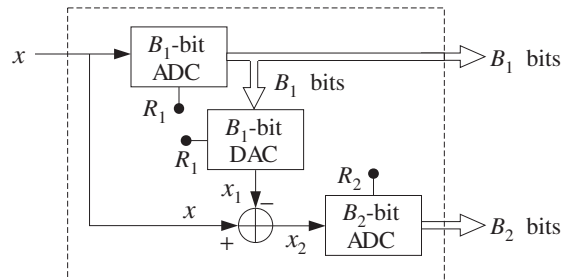 x
B₁-bit
ADC
B₁ bits
R₁
B₁ bits
B₁-bit
DAC
R₁
x₁
−
R₂
x
+
x₂
B₂-bit
ADC
B₂ bits